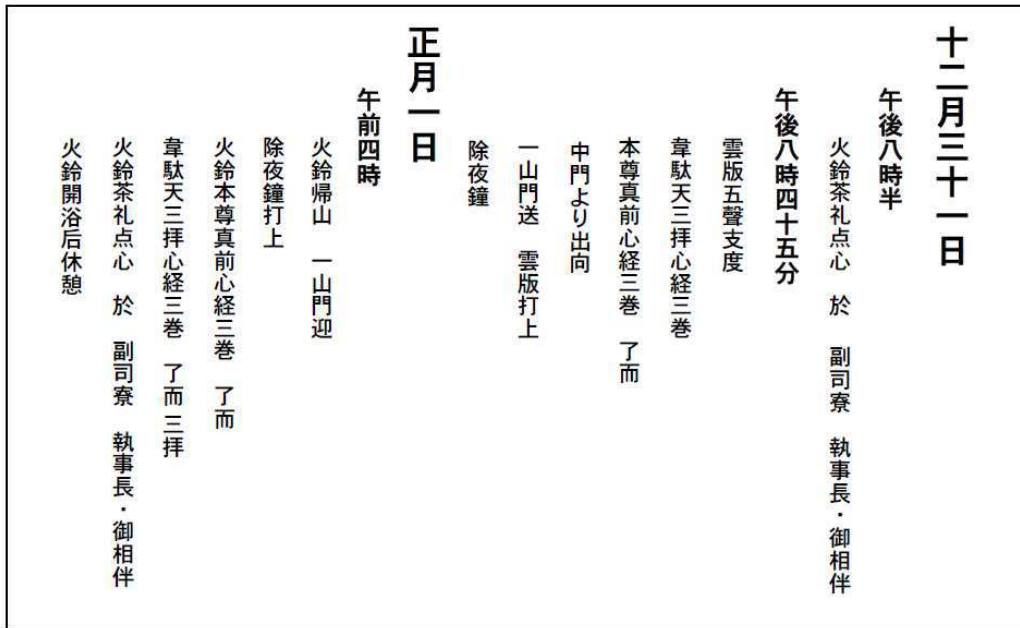 十二月三十一日
午後八時半
火鈴茶礼点心　於　副司寮　執事長・御相伴
午後八時四十五分
雲版五聲支度
韋駄天三拝心経三巻
本尊真前心経三巻　了而
中門より出向
一山門送　雲版打上
除夜鐘
正月一日
午前四時
火鈴帰山　一山門迎
除夜鐘打上
火鈴本尊真前心経三巻　了而
韋駄天三拝心経三巻　了而 三拝
火鈴茶礼点心　於　副司寮　執事長・御相伴
火鈴開浴后休憩